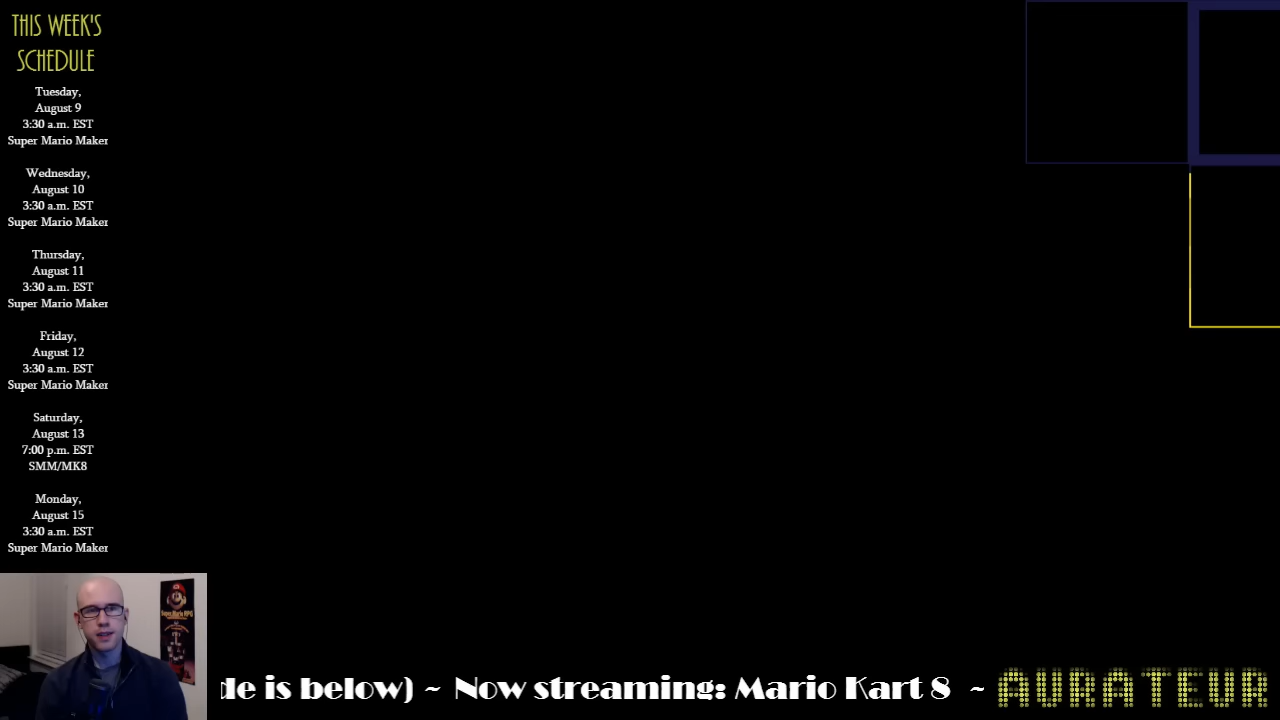 THIS WEEK'S
SCHEDULE
Tuesday,
August 9
3:30 a.m. EST
Super Mario Maker
Wednesday,
August 10
3:30 a.m. EST
Super Mario Maker
Thursday,
August 11
3:30 a.m. EST
Super Mario Maker
Friday,
August 12
3:30 a.m. EST
Super Mario Maker
Saturday,
August 13
7:00 p.m. EST
SMM/MK8
Monday,
August 15
3:30 a.m. EST
Super Mario Maker
Super Mario RPG
de is below) ~ Now streaming: Mario Kart 8 ~
AURATEUR